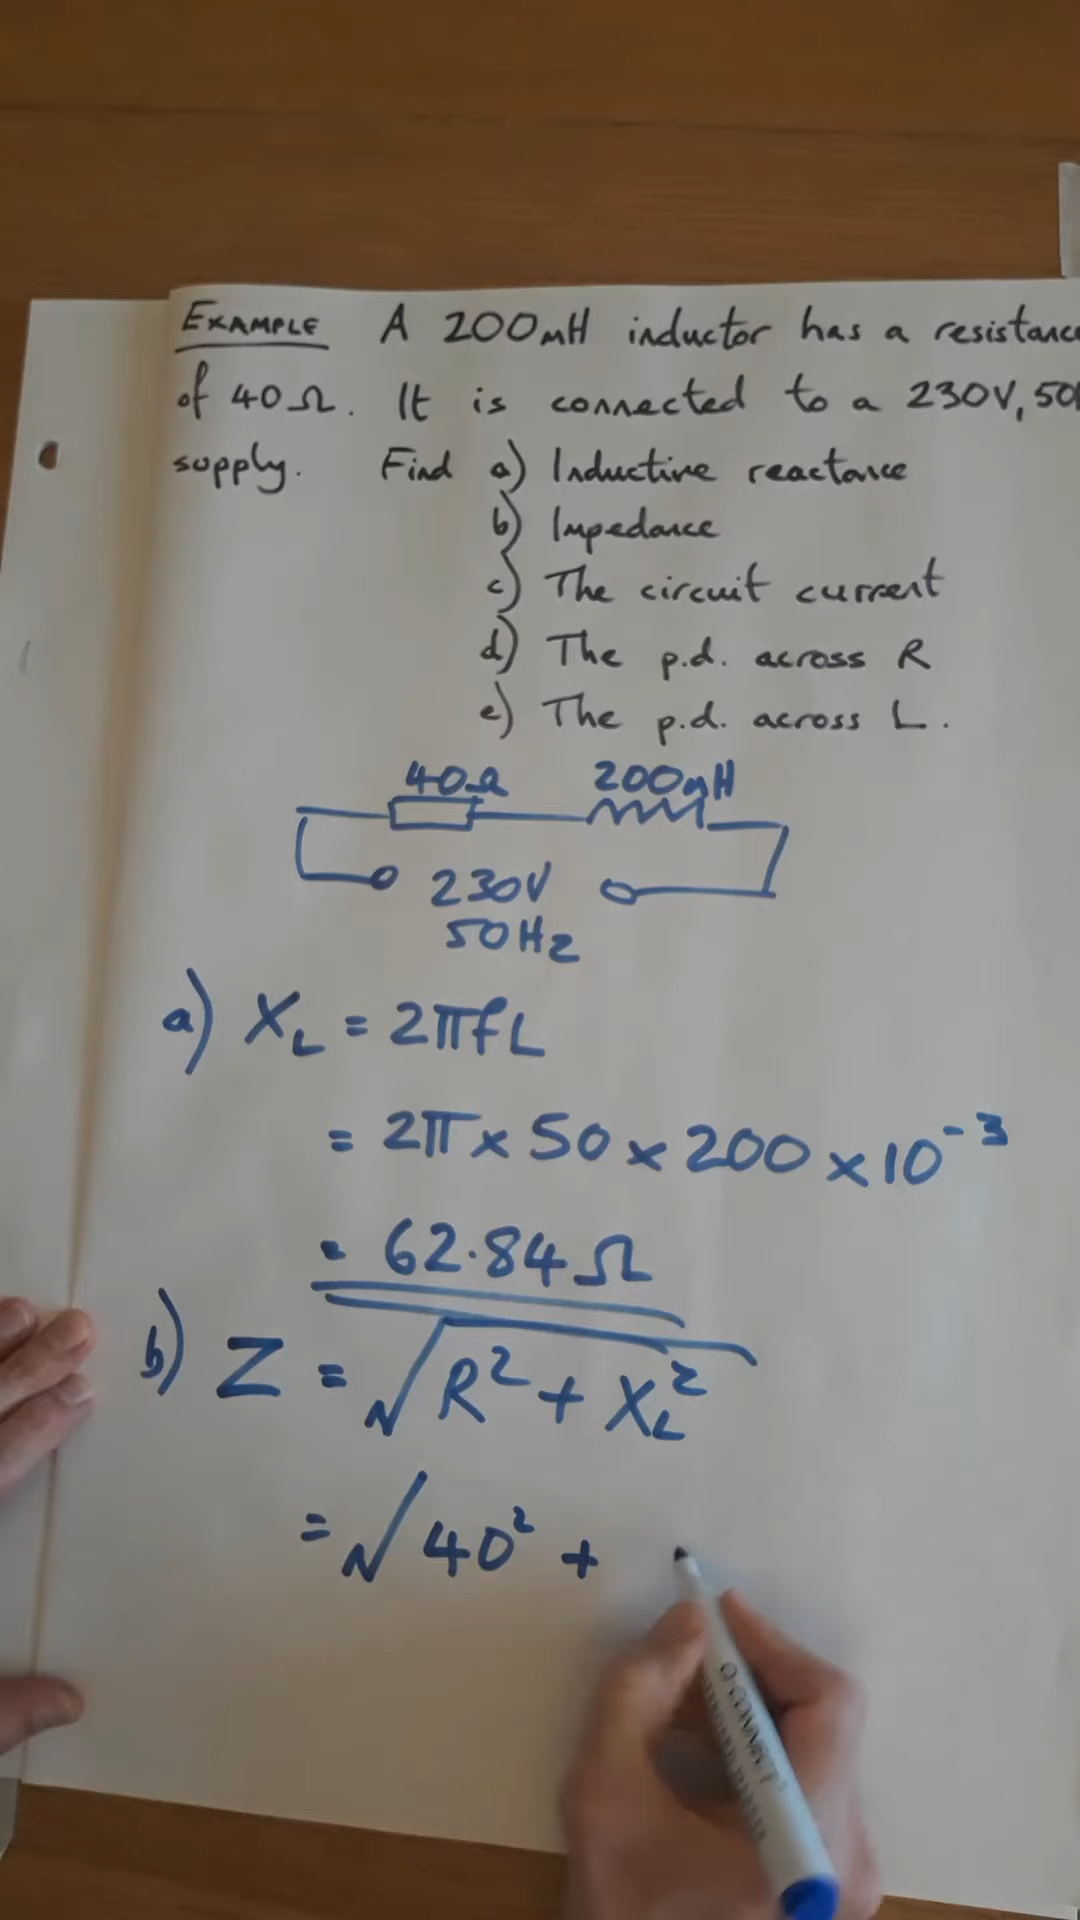 EXAMPLE A 200mH inductor has a resistance
of 40Ω. It is connected to a 230V, 50
supply. Find a) Inductive reactance
b) Impedance
c) The circuit current
d) The p.d. across R
e) The p.d. across L.
40Ω 200mH
230V
50Hz
a) X_L = 2πfL
= 2π × 50 × 200 × 10⁻³
= 62.84Ω
b) Z = √R² + X_L²
= √40² +